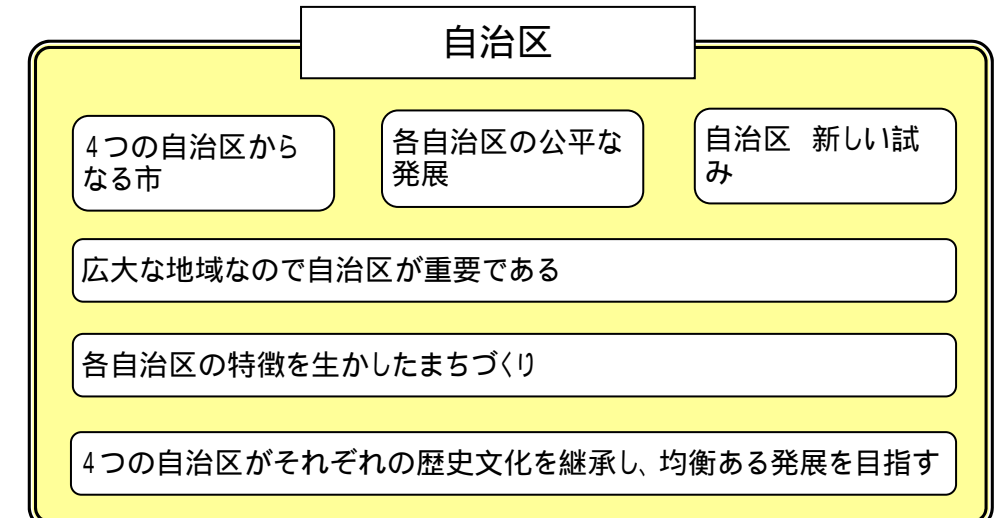 自治区
4つの自治区から
なる市
各自治区の公平な
発展
自治区　新しい試
み
広大な地域なので自治区が重要である
各自治区の特徴を生かしたまちづくり
4つの自治区がそれぞれの歴史文化を継承し、均衡ある発展を目指す